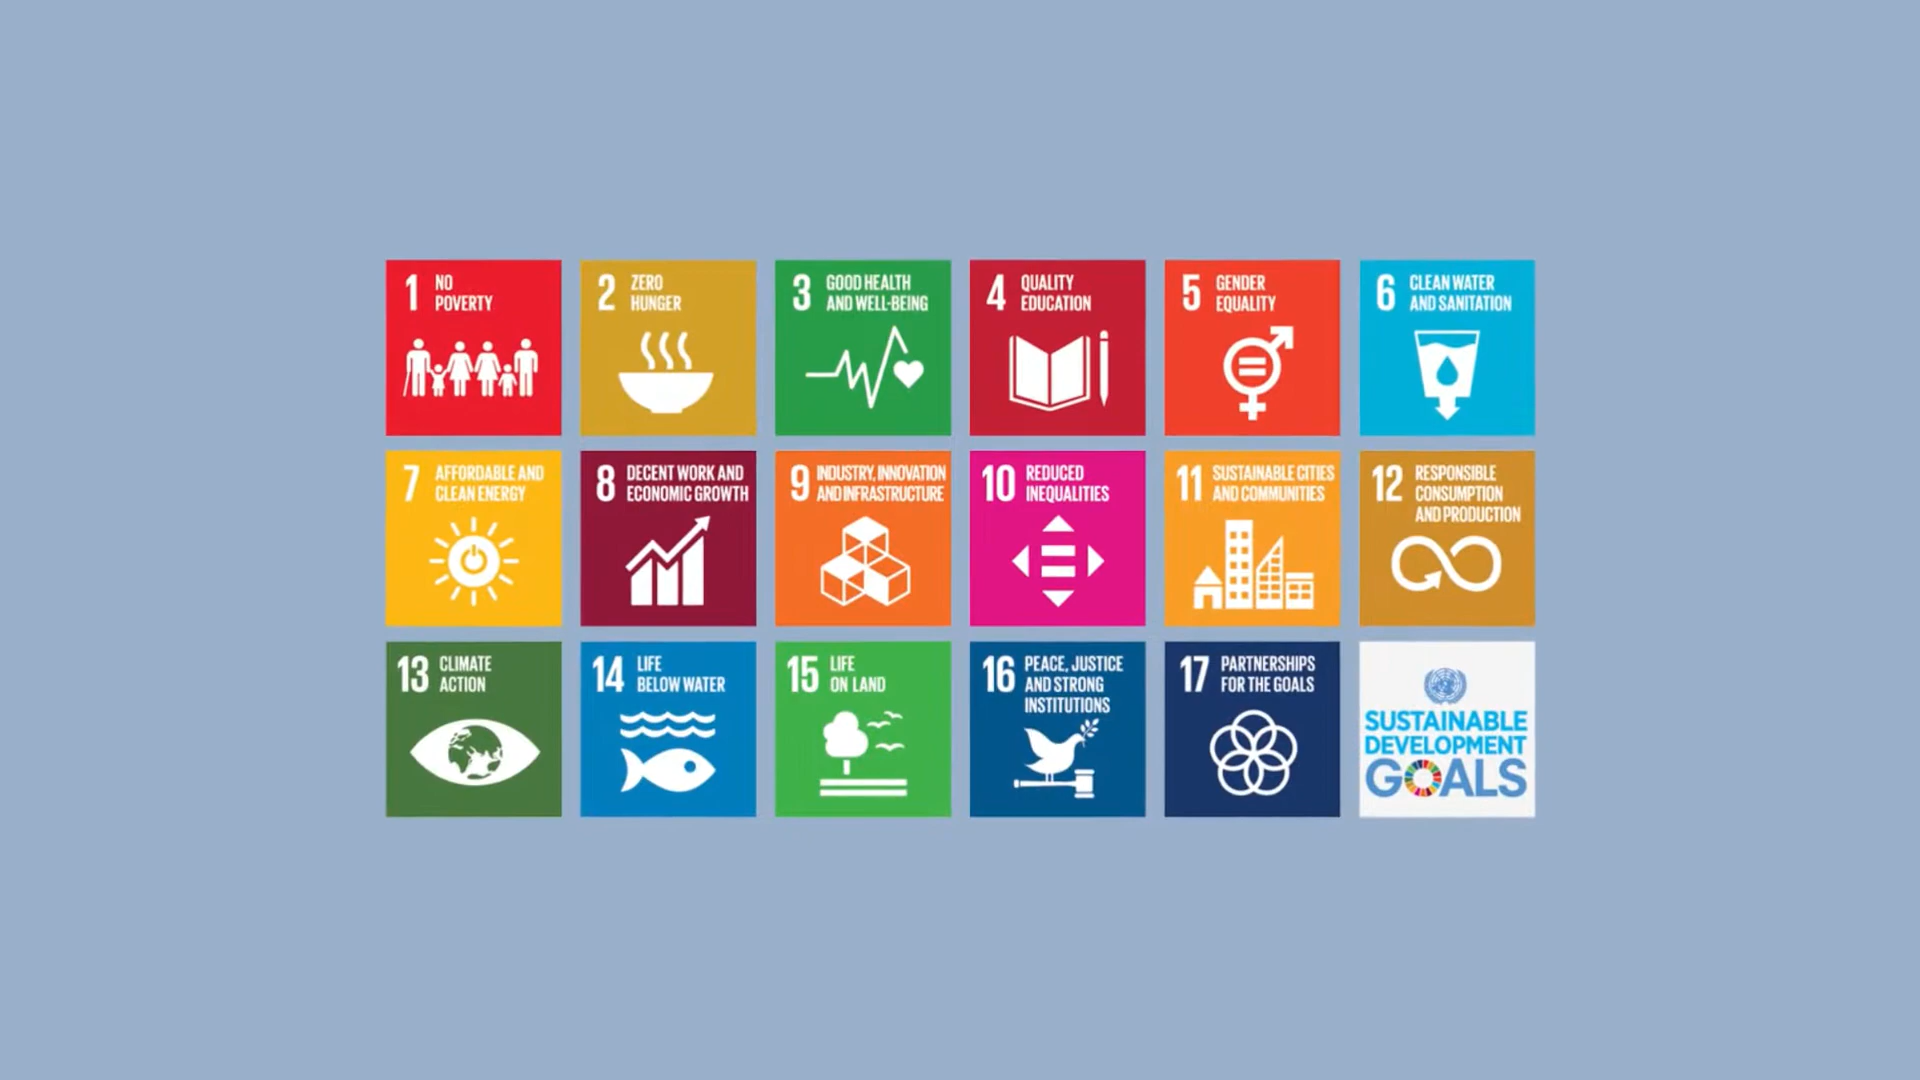 1 NO
POVERTY
2 ZERO
HUNGER
3 GOOD HEALTH
AND WELL-BEING
4 QUALITY
EDUCATION
5 GENDER
EQUALITY
6 CLEAN WATER
AND SANITATION
7 AFFORDABLE AND
CLEAN ENERGY
8 DECENT WORK AND
ECONOMIC GROWTH
9 INDUSTRY, INNOVATION
AND INFRASTRUCTURE
10 REDUCED
INEQUALITIES
11 SUSTAINABLE CITIES
AND COMMUNITIES
12 RESPONSIBLE
CONSUMPTION
AND PRODUCTION
13 CLIMATE
ACTION
14 LIFE
BELOW WATER
15 LIFE
ON LAND
16 PEACE, JUSTICE
AND STRONG
INSTITUTIONS
17 PARTNERSHIPS
FOR THE GOALS
SUSTAINABLE
DEVELOPMENT
GOALS